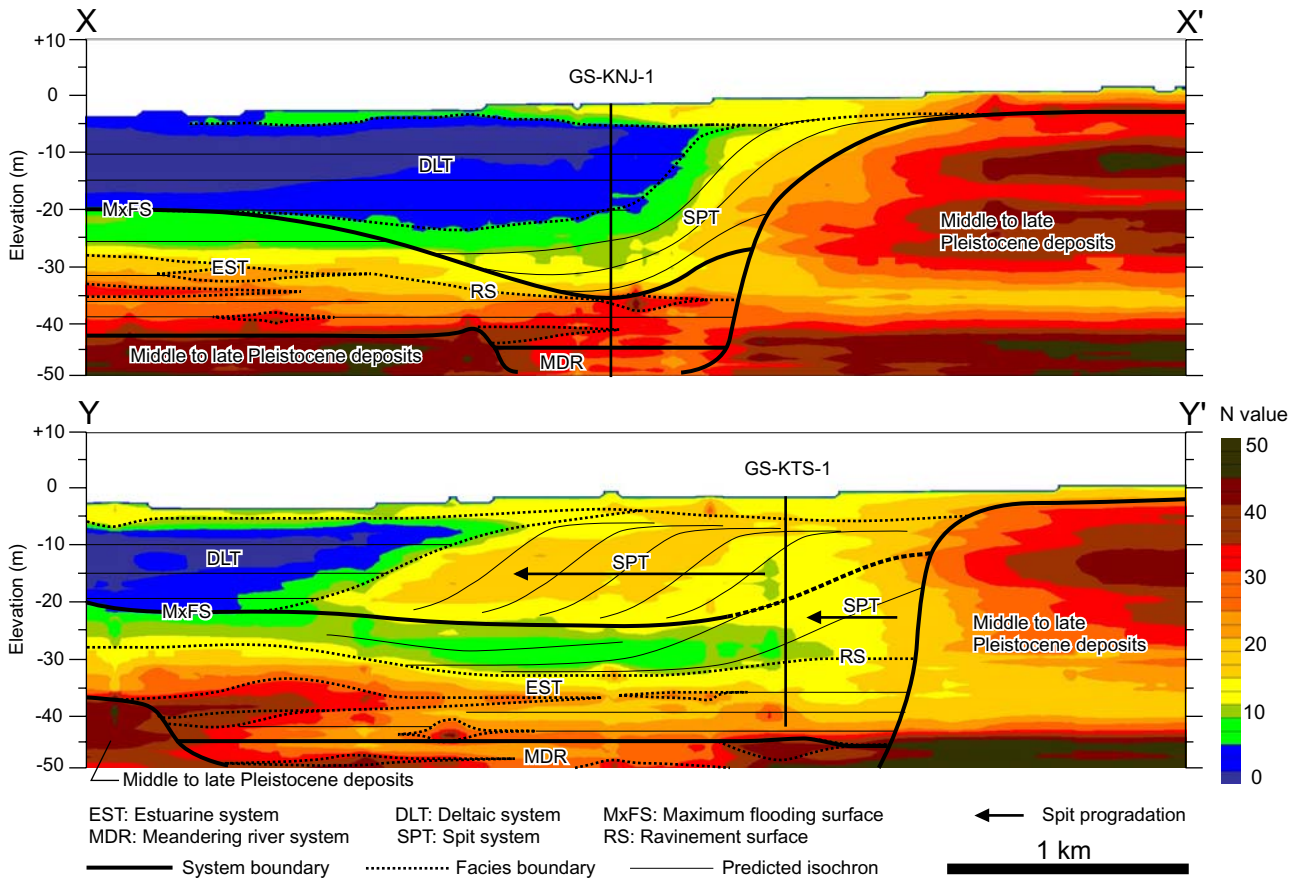 X X'
+10
GS-KNJ-1
0
-10
DLT
-20
MxFS
SPT
Middle to late
Pleistocene deposits
Elevation (m)
-30
EST
RS
-40
Middle to late Pleistocene deposits
MDR
-50
Y Y'
+10
N value
GS-KTS-1
50
0
40
-10
DLT
SPT
30
-20
MxFS
SPT
Middle to late
Pleistocene deposits
20
Elevation (m)
-30
RS
EST
10
-40
MDR
-50
0
Middle to late Pleistocene deposits
EST: Estuarine system DLT: Deltaic system MxFS: Maximum flooding surface Spit progradation
MDR: Meandering river system SPT: Spit system RS: Ravinement surface
System boundary Facies boundary Predicted isochron 1 km